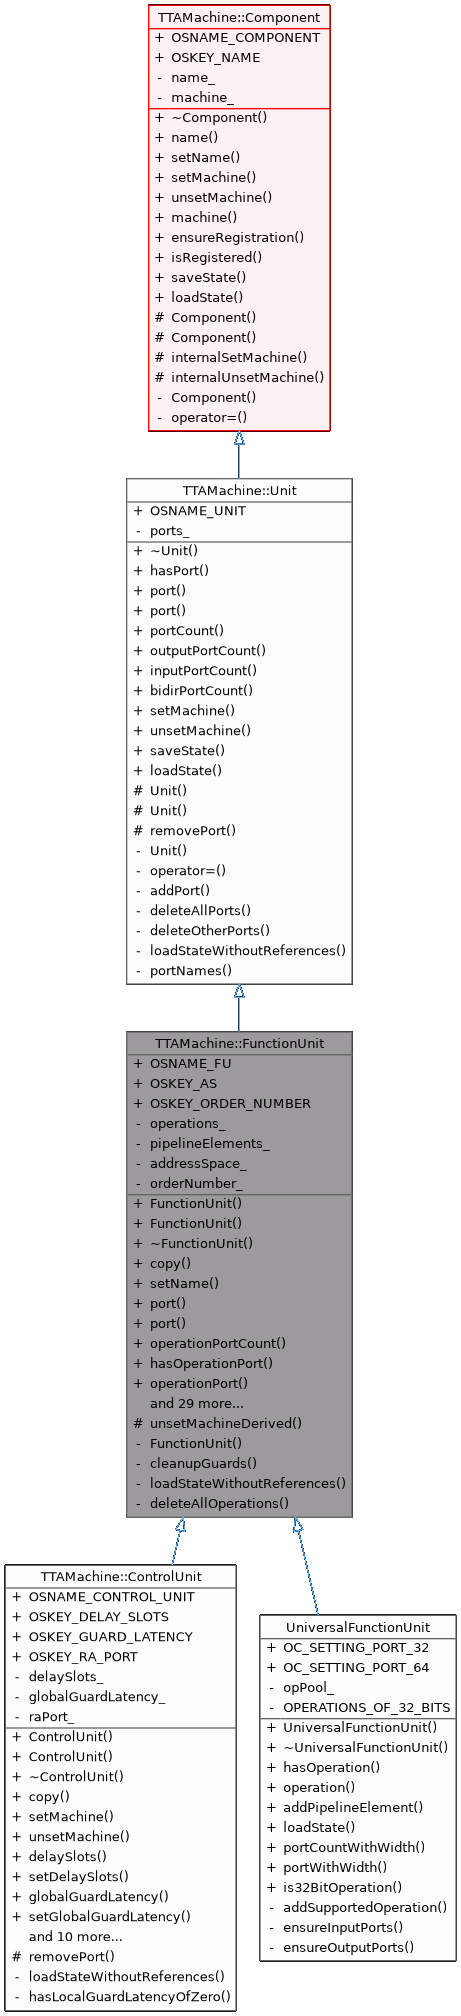 TTAMachine::Component
+ OSNAME_COMPONENT
+ OSKEY_NAME
- name_
- machine_
+ ~Component()
+ name()
+ setName()
+ setMachine()
+ unsetMachine()
+ machine()
+ ensureRegistration()
+ isRegistered()
+ saveState()
+ loadState()
# Component()
# Component()
# internalSetMachine()
# internalUnsetMachine()
- Component()
- operator=()
TTAMachine::Unit
+ OSNAME_UNIT
- ports_
+ ~Unit()
+ hasPort()
+ port()
+ port()
+ portCount()
+ outputPortCount()
+ inputPortCount()
+ bidirPortCount()
+ setMachine()
+ unsetMachine()
+ saveState()
+ loadState()
# Unit()
# Unit()
# removePort()
- Unit()
- operator=()
- addPort()
- deleteAllPorts()
- deleteOtherPorts()
- loadStateWithoutReferences()
- portNames()
TTAMachine::FunctionUnit
+ OSNAME_FU
+ OSKEY_AS
+ OSKEY_ORDER_NUMBER
- operations_
- pipelineElements_
- addressSpace_
- orderNumber_
+ FunctionUnit()
+ FunctionUnit()
+ ~FunctionUnit()
+ copy()
+ setName()
+ port()
+ port()
+ operationPortCount()
+ hasOperationPort()
+ operationPort()
and 29 more...
# unsetMachineDerived()
- FunctionUnit()
- cleanupGuards()
- loadStateWithoutReferences()
- deleteAllOperations()
TTAMachine::ControlUnit
+ OSNAME_CONTROL_UNIT
+ OSKEY_DELAY_SLOTS
+ OSKEY_GUARD_LATENCY
+ OSKEY_RA_PORT
- delaySlots_
- globalGuardLatency_
- raPort_
+ ControlUnit()
+ ControlUnit()
+ ~ControlUnit()
+ copy()
+ setMachine()
+ unsetMachine()
+ delaySlots()
+ setDelaySlots()
+ globalGuardLatency()
+ setGlobalGuardLatency()
and 10 more...
# removePort()
- loadStateWithoutReferences()
- hasLocalGuardLatencyOfZero()
UniversalFunctionUnit
+ OC_SETTING_PORT_32
+ OC_SETTING_PORT_64
- opPool_
- OPERATIONS_OF_32_BITS
+ UniversalFunctionUnit()
+ ~UniversalFunctionUnit()
+ hasOperation()
+ operation()
+ addPipelineElement()
+ loadState()
+ portCountWithWidth()
+ portWithWidth()
+ is32BitOperation()
- addSupportedOperation()
- ensureInputPorts()
- ensureOutputPorts()